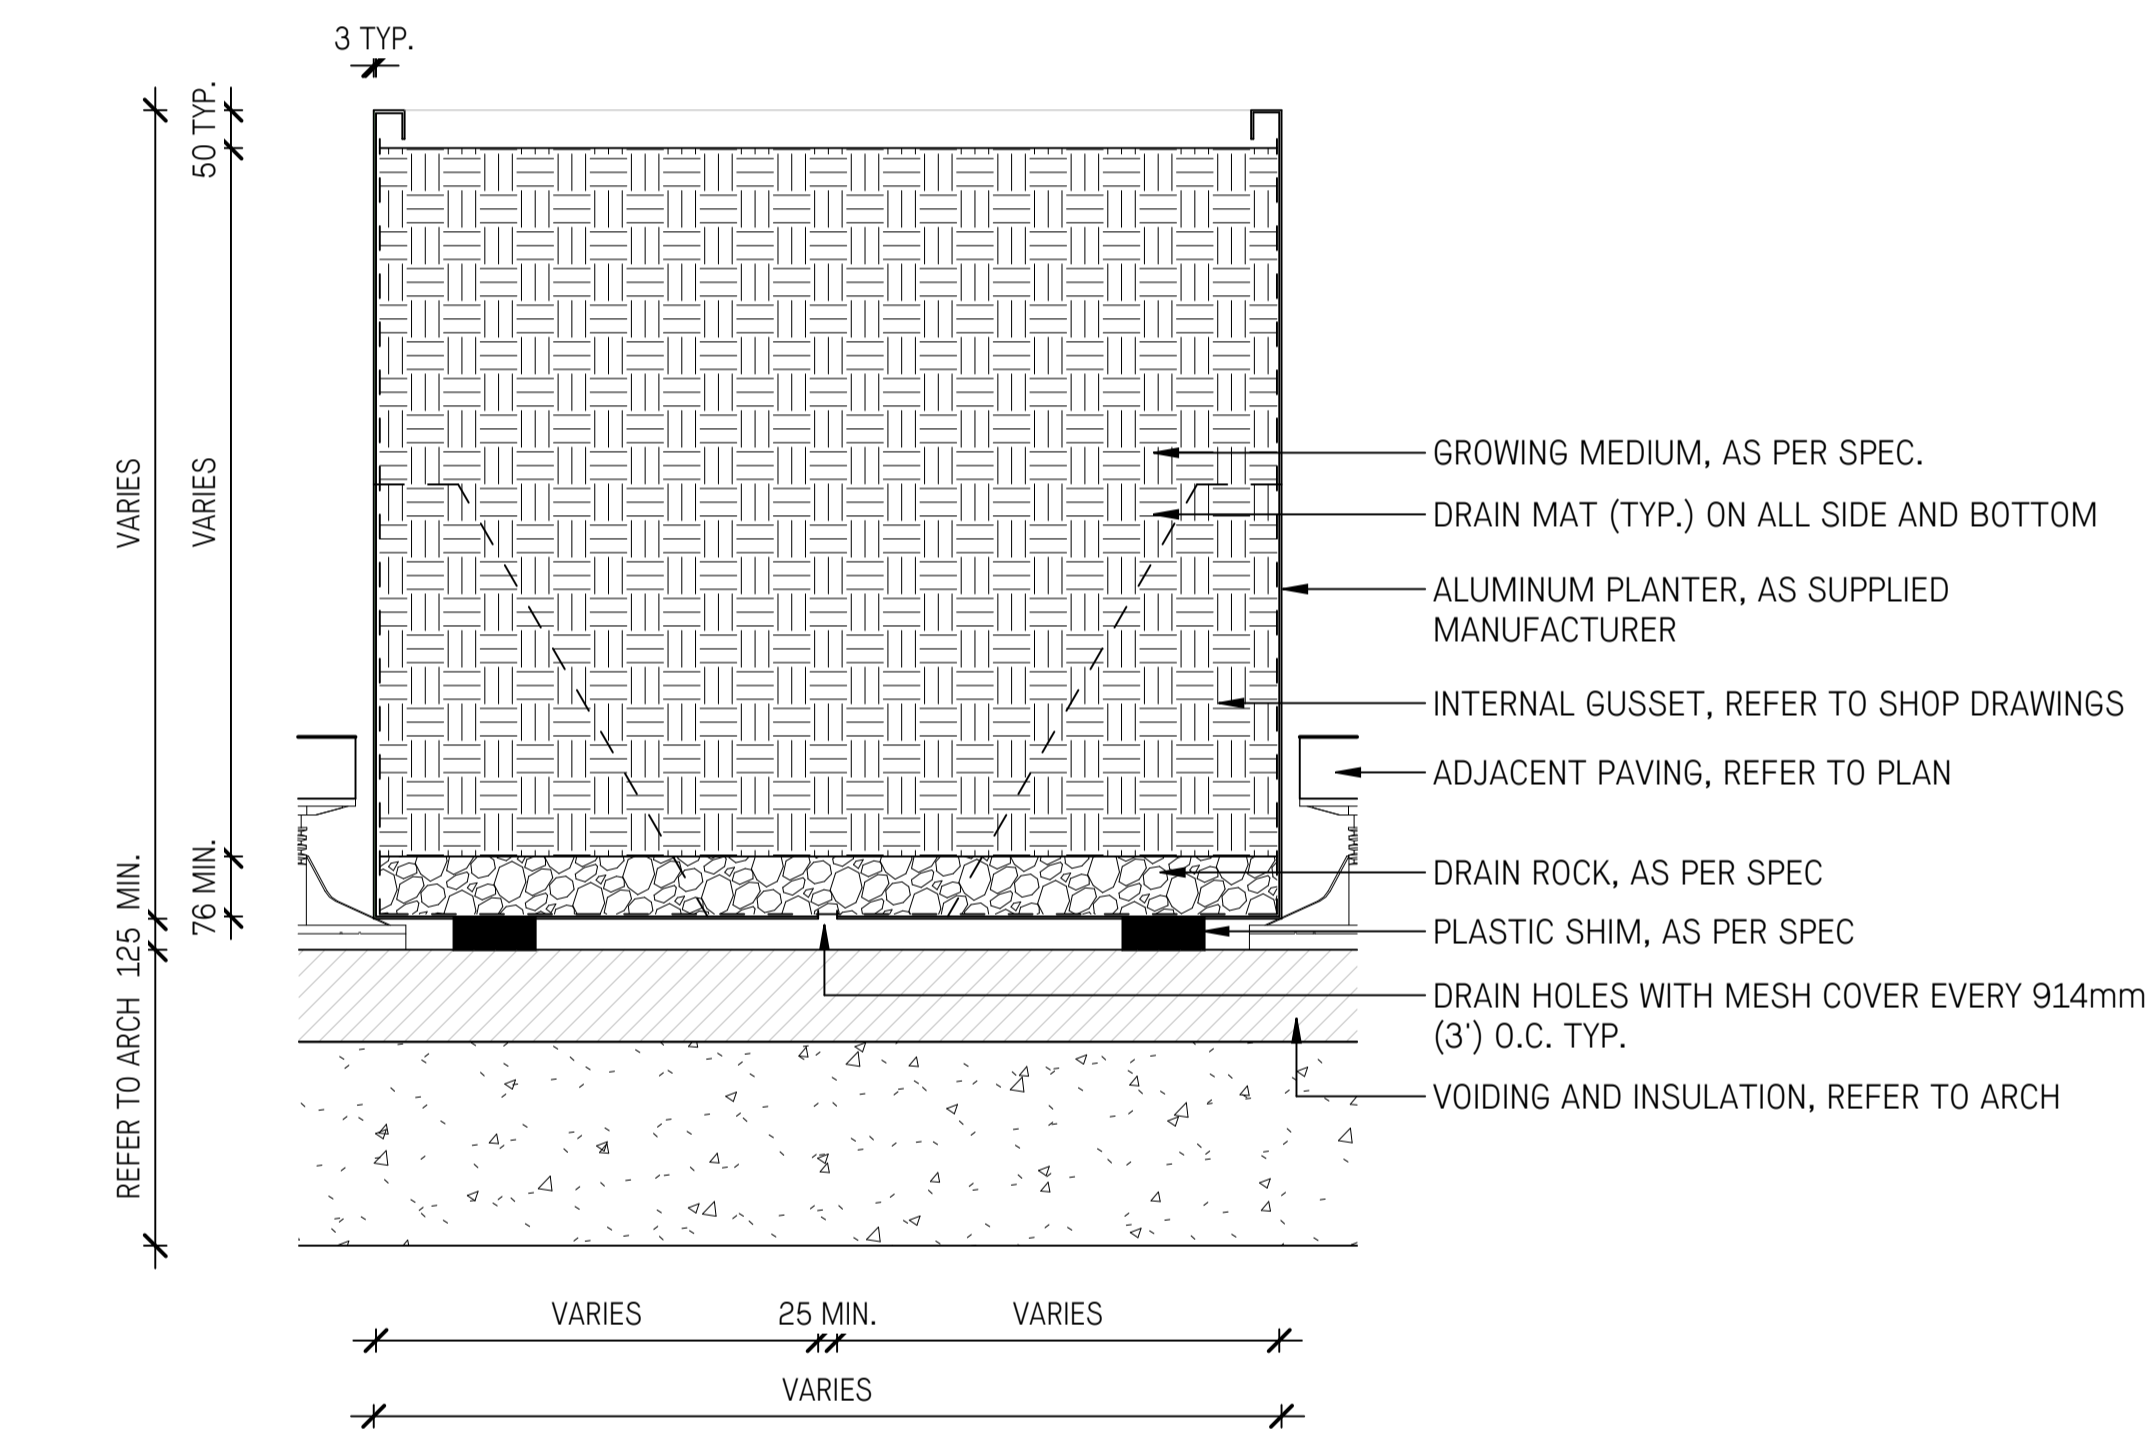 3 TYP.
50 TYP.
VARIES
VARIES
GROWING MEDIUM, AS PER SPEC.
DRAIN MAT (TYP.) ON ALL SIDE AND BOTTOM
ALUMINUM PLANTER, AS SUPPLIED
MANUFACTURER
INTERNAL GUSSET, REFER TO SHOP DRAWINGS
ADJACENT PAVING, REFER TO PLAN
76 MIN.
125 MIN.
REFER TO ARCH
DRAIN ROCK, AS PER SPEC
PLASTIC SHIM, AS PER SPEC
DRAIN HOLES WITH MESH COVER EVERY 914mm
(3') O.C. TYP.
VOIDING AND INSULATION, REFER TO ARCH
VARIES
25 MIN.
VARIES
VARIES